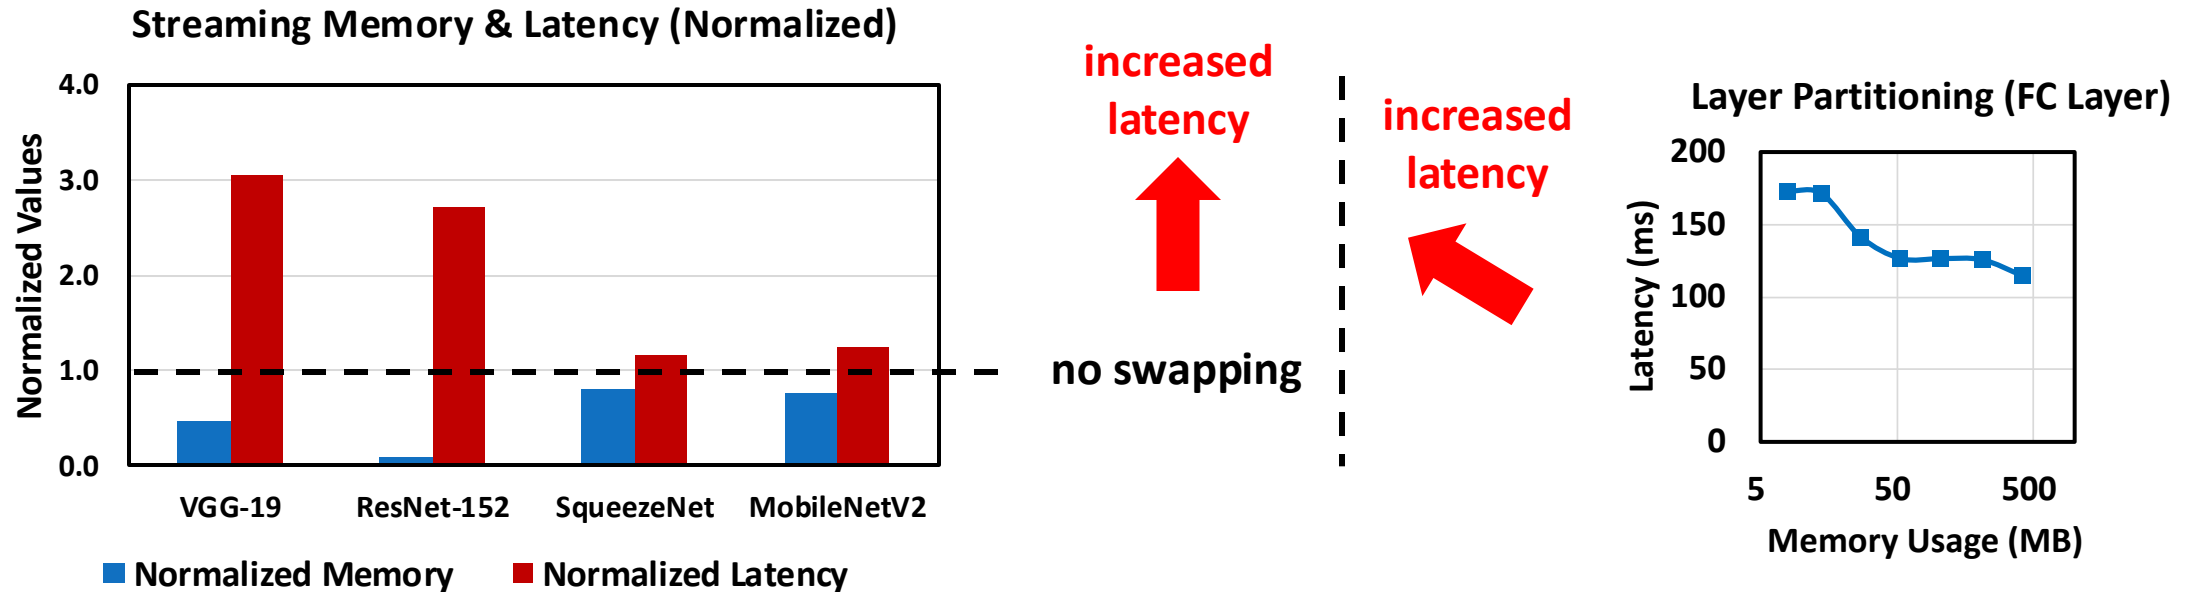 Streaming Memory & Latency (Normalized)
Normalized Values
4.0
3.0
2.0
1.0
0.0
VGG-19
ResNet-152
SqueezeNet
MobileNetV2
Normalized Memory
Normalized Latency
increased
latency
no swapping
increased
latency
Layer Partitioning (FC Layer)
Latency (ms)
200
150
100
50
0
5
50
500
Memory Usage (MB)